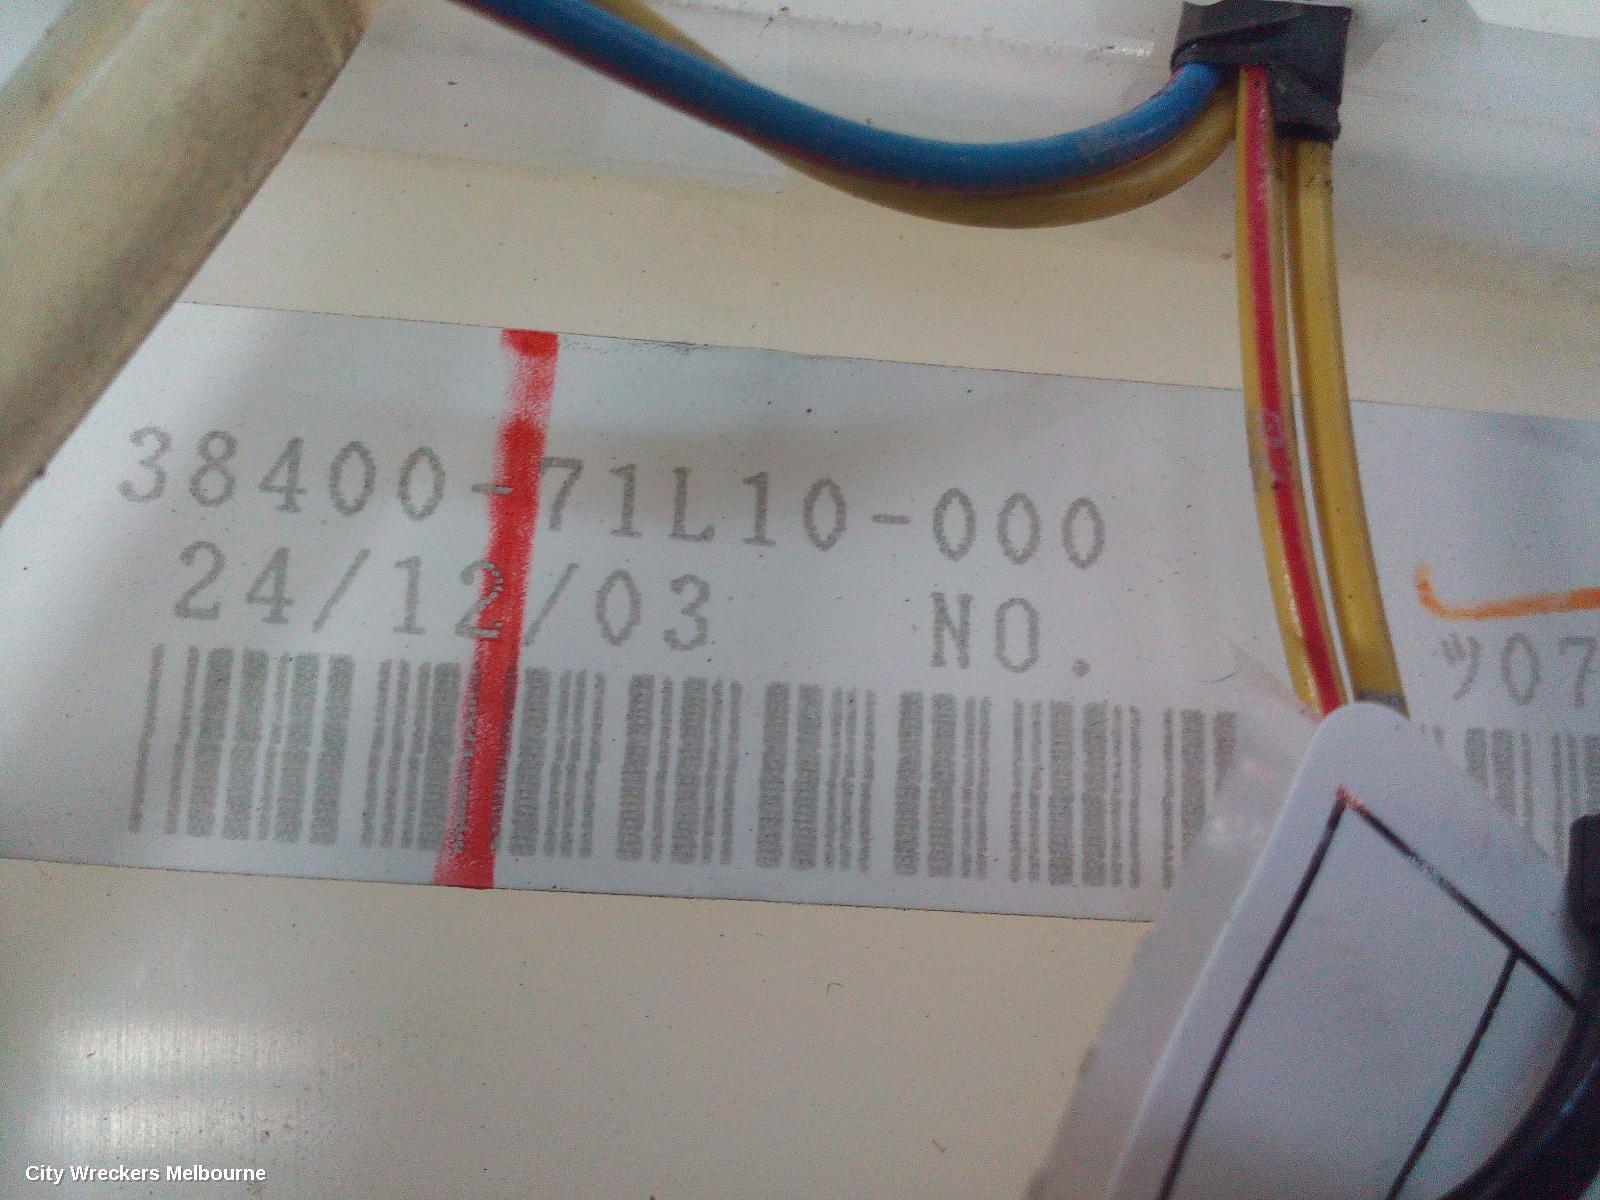 38400-71L10-000
24/12/03 NO.
ツ07
City Wreckers Melbourne